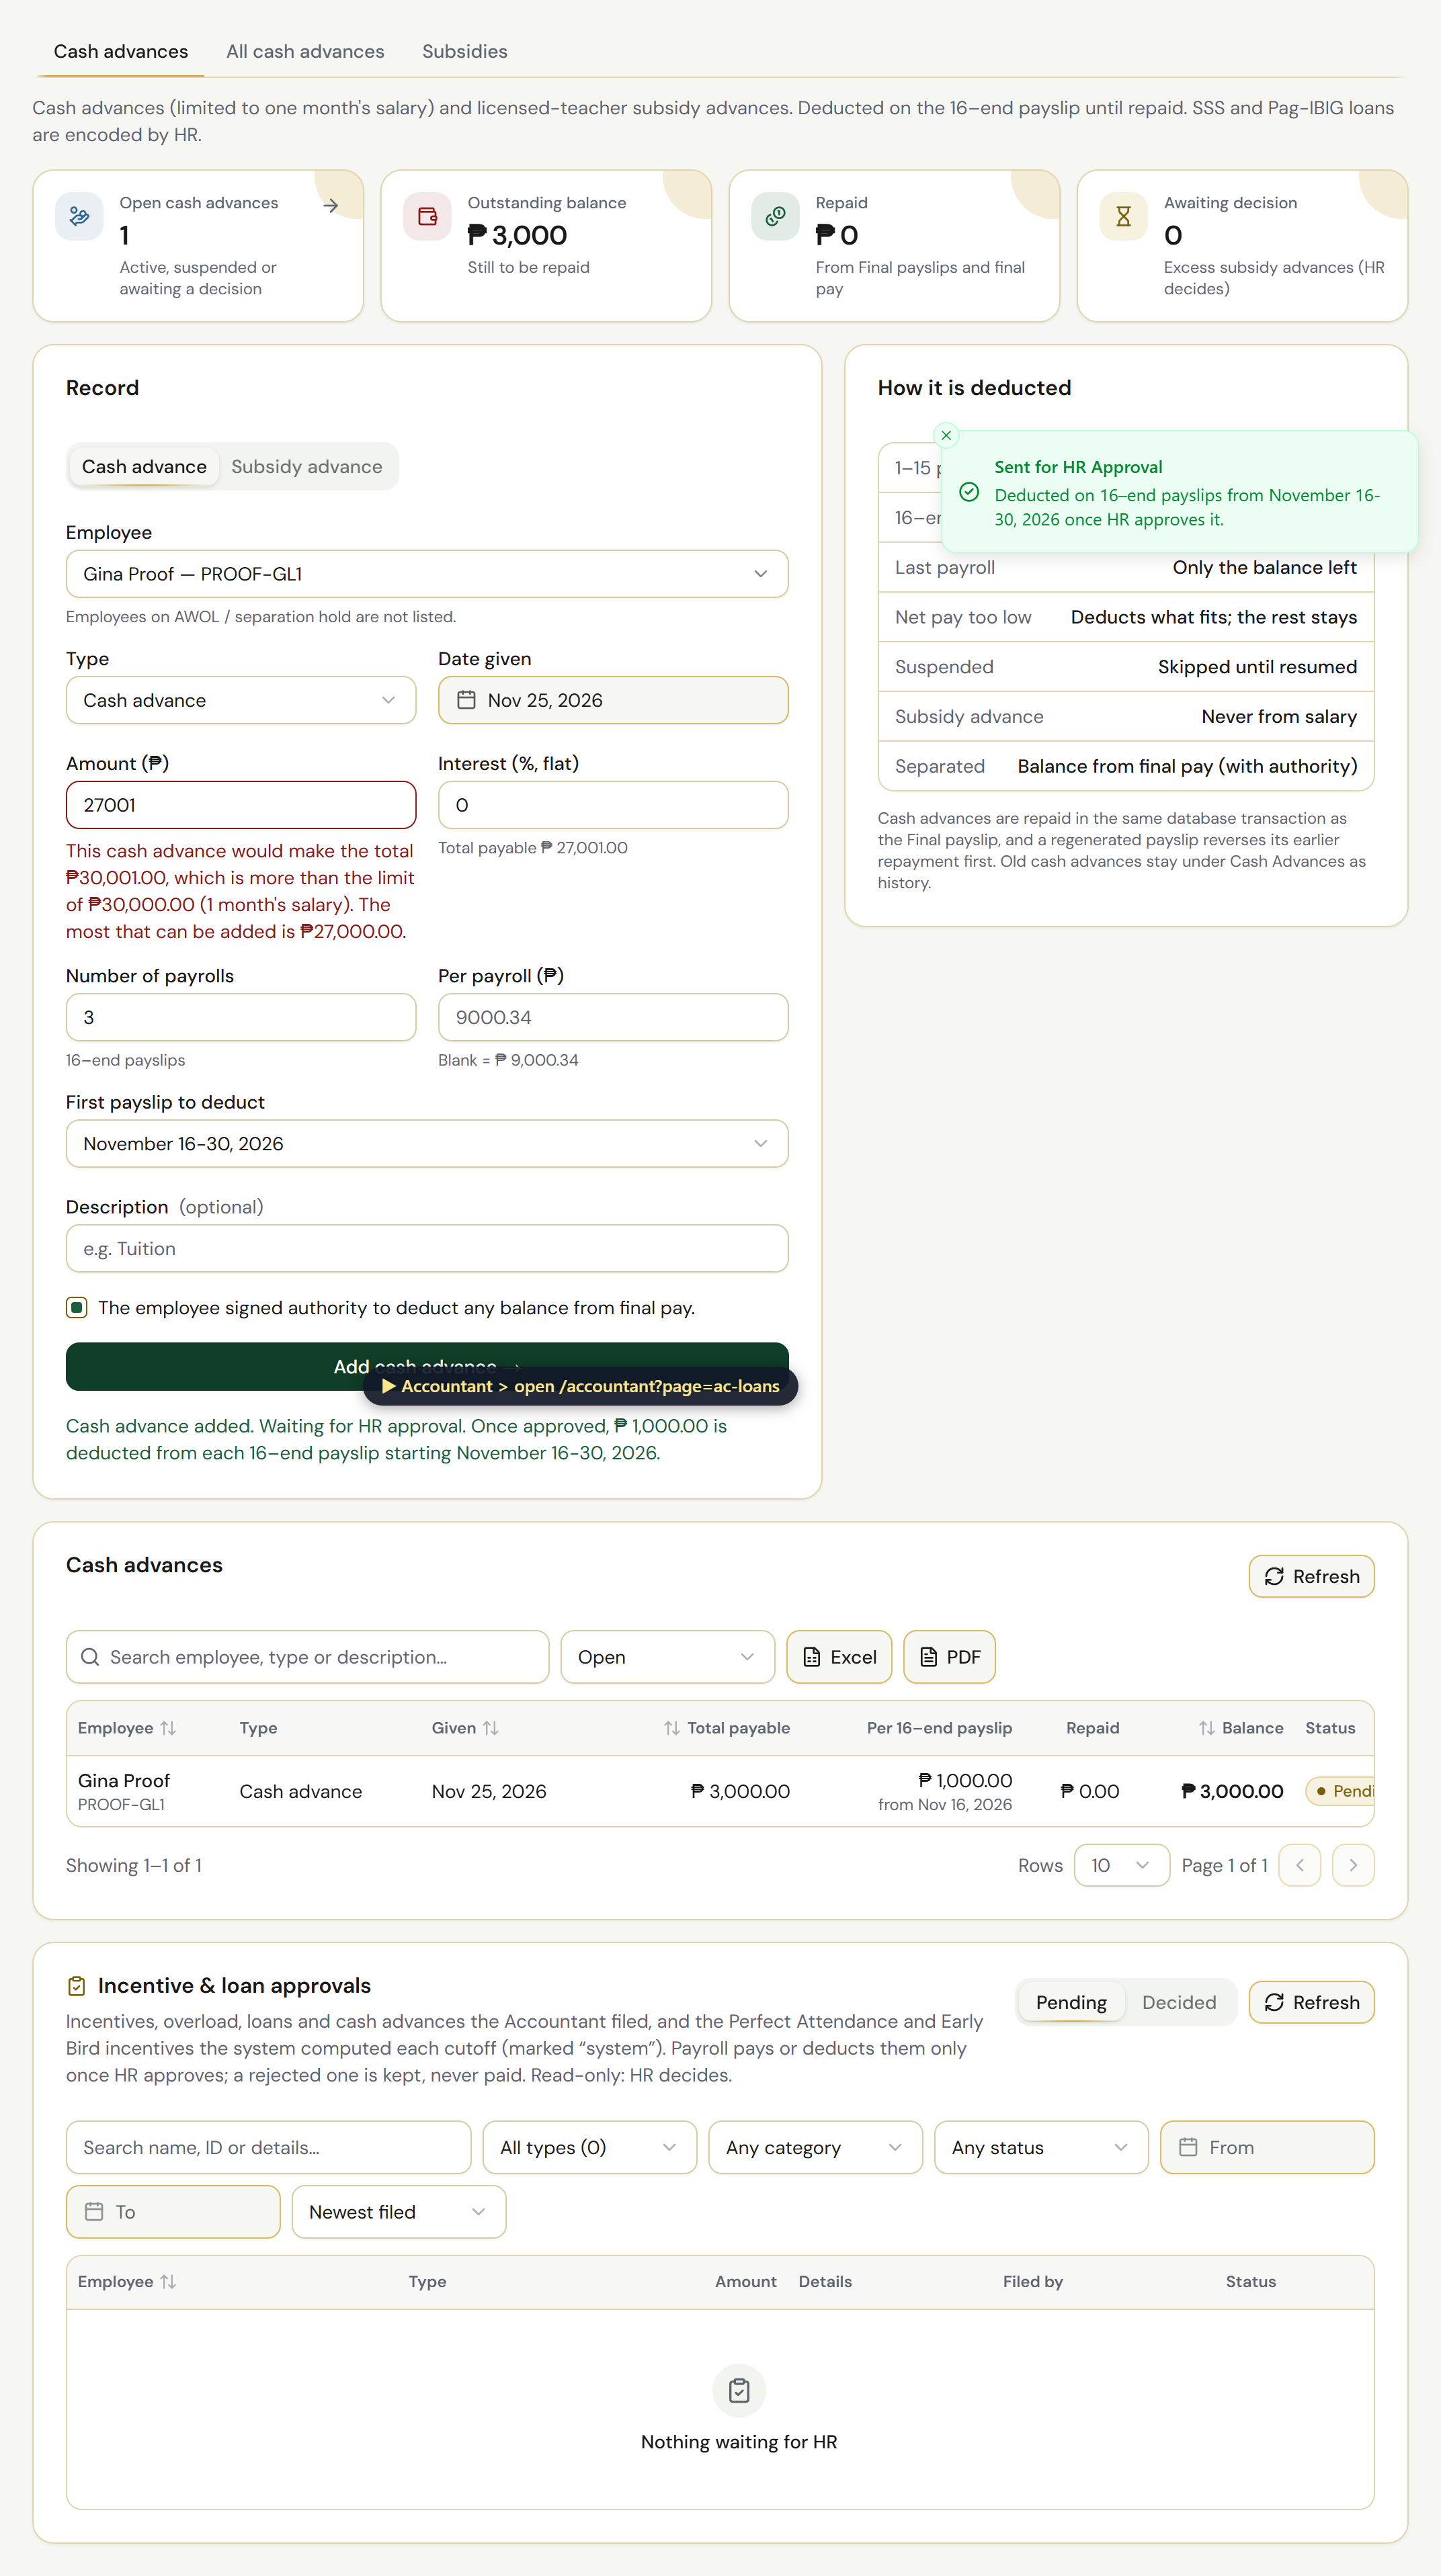 Cash advances All cash advances Subsidies
Cash advances (limited to one month's salary) and licensed-teacher subsidy advances. Deducted on the 16–end payslip until repaid. SSS and Pag-IBIG loans
are encoded by HR.
Open cash advances
1
Active, suspended or
awaiting a decision
Outstanding balance
₱ 3,000
Still to be repaid
Repaid
₱ 0
From Final payslips and final
pay
Awaiting decision
0
Excess subsidy advances (HR
decides)
Record
Cash advance Subsidy advance
Employee
Gina Proof — PROOF-GL1
Employees on AWOL / separation hold are not listed.
Type Date given
Cash advance Nov 25, 2026
Amount (₱) Interest (%, flat)
27001 0
This cash advance would make the total
₱30,001.00, which is more than the limit
of ₱30,000.00 (1 month's salary). The
most that can be added is ₱27,000.00.
Total payable ₱ 27,001.00
Number of payrolls Per payroll (₱)
3 9000.34
16–end payslips Blank = ₱ 9,000.34
First payslip to deduct
November 16-30, 2026
Description (optional)
e.g. Tuition
The employee signed authority to deduct any balance from final pay.
Add cash advance →
▶ Accountant > open /accountant?page=ac-loans
Cash advance added. Waiting for HR approval. Once approved, ₱ 1,000.00 is
deducted from each 16–end payslip starting November 16-30, 2026.
How it is deducted
1–15
16–
Sent for HR Approval
Deducted on 16–end payslips from November 16-
30, 2026 once HR approves it.
Last payroll Only the balance left
Net pay too low Deducts what fits; the rest stays
Suspended Skipped until resumed
Subsidy advance Never from salary
Separated Balance from final pay (with authority)
Cash advances are repaid in the same database transaction as
the Final payslip, and a regenerated payslip reverses its earlier
repayment first. Old cash advances stay under Cash Advances as
history.
Cash advances
Refresh
Search employee, type or description... Open Excel PDF
Employee Type Given Total payable Per 16–end payslip Repaid Balance Status
Gina Proof
PROOF-GL1
Cash advance Nov 25, 2026 ₱ 3,000.00
₱ 1,000.00
from Nov 16, 2026
₱ 0.00 ₱ 3,000.00 Pendi
Showing 1–1 of 1 Rows 10 Page 1 of 1
Incentive & loan approvals
Pending Decided Refresh
Incentives, overload, loans and cash advances the Accountant filed, and the Perfect Attendance and Early
Bird incentives the system computed each cutoff (marked “system”). Payroll pays or deducts them only
once HR approves; a rejected one is kept, never paid. Read-only: HR decides.
Search name, ID or details... All types (0) Any category Any status From
To Newest filed
Employee Type Amount Details Filed by Status
Nothing waiting for HR